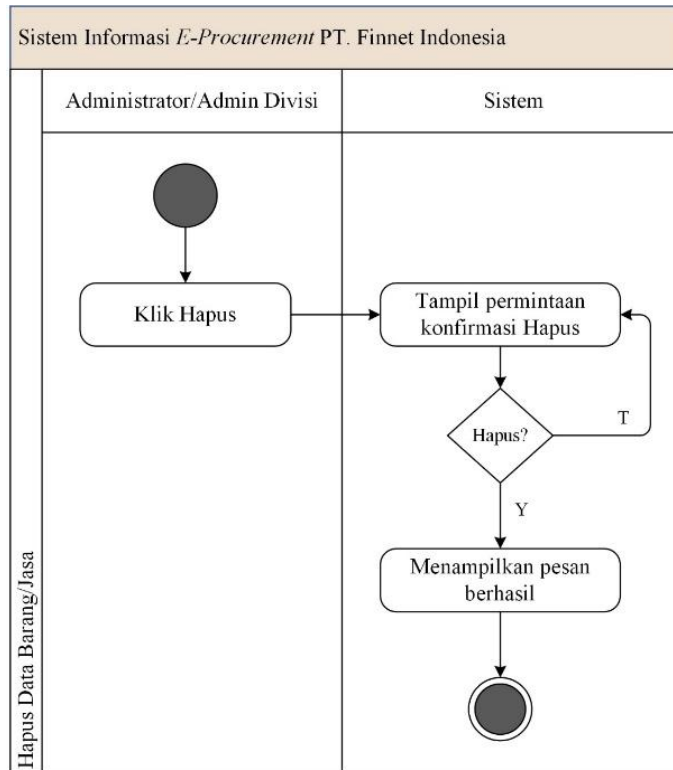 Sistem Informasi E-Procurement PT. Finnet Indonesia
Administrator/Admin Divisi
Sistem
Klik Hapus
Tampil permintaan
konfirmasi Hapus
Hapus?
T
Y
Menampilkan pesan
berhasil
Hapus Data Barang/Jasa